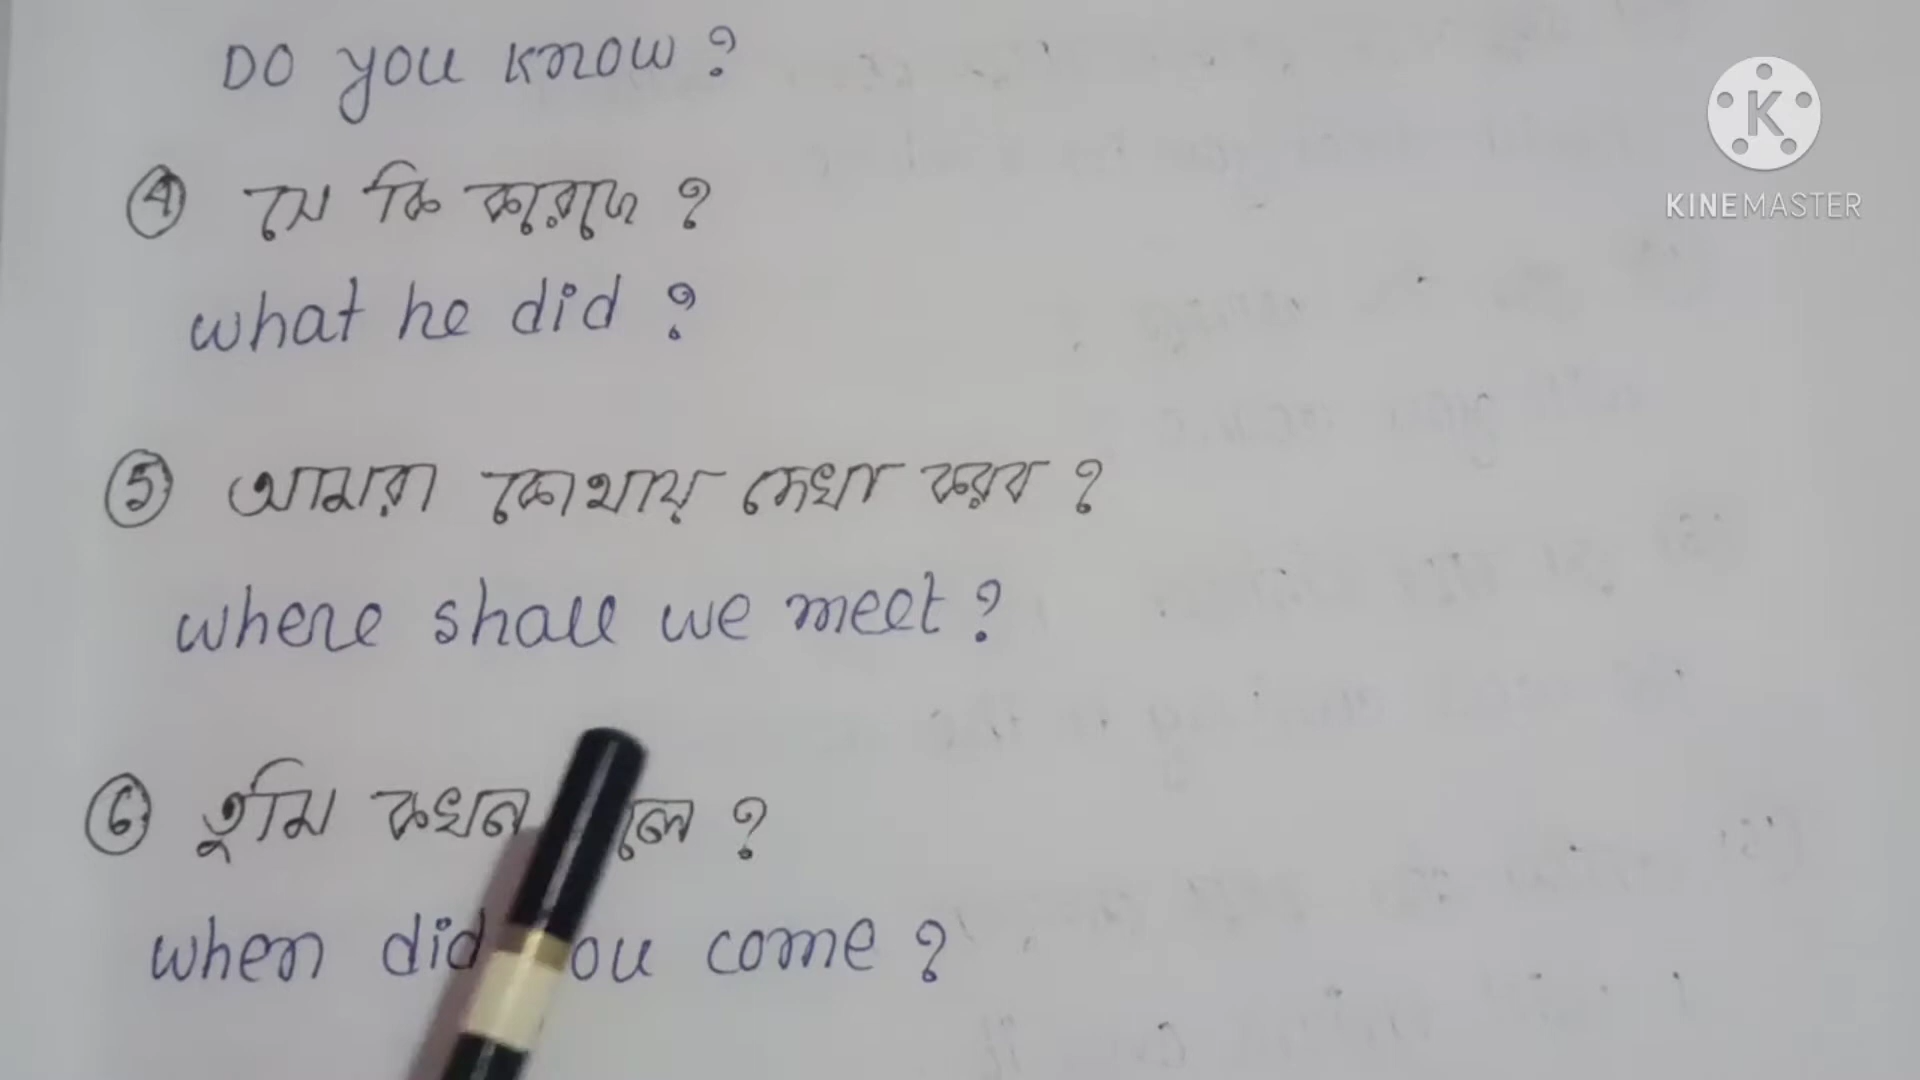 DO you know ?
④ সে কি করেছে ?
what he did ?
⑤ আমরা কোথায় দেখা করব ?
where shall we meet ?
⑥ তুমি কখন লে ?
when did ou come ?
K
KINEMASTER